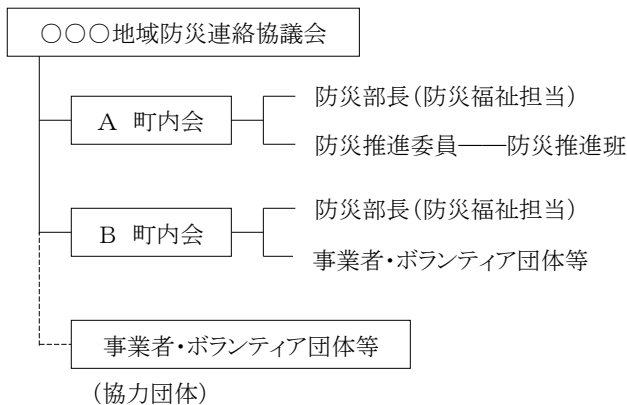 ○○○地域防災連絡協議会
防災部長(防災福祉担当)
A 町内会
防災推進委員――防災推進班
防災部長(防災福祉担当)
B 町内会
事業者・ボランティア団体等
事業者・ボランティア団体等
(協力団体)